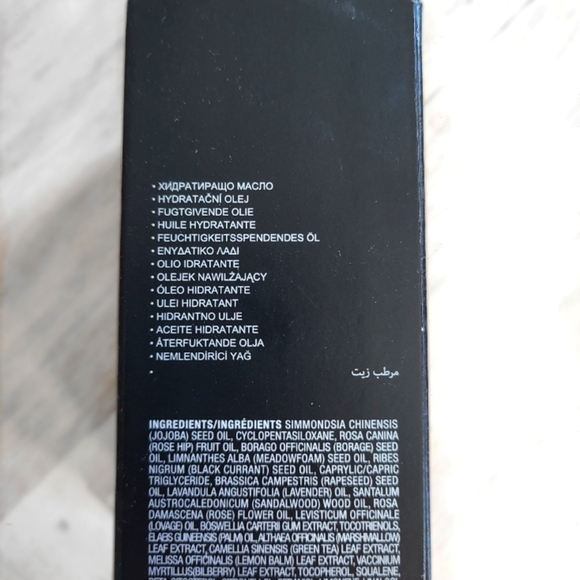 • ХИДРАТИРАЩО МАСЛО
• HYDRATAČNÍ OLEJ
• FUGTGIVENDE OLIE
• HUILE HYDRATANTE
• FEUCHTIGKEITSSPENDENDES ÖL
• ΕΝΥΔΑΤΙΚΟ ΛΑΔΙ
• OLIO IDRATANTE
• OLEJEK NAWILŻAJĄCY
• ÓLEO HIDRATANTE
• ULEI HIDRATANT
• HIDRANTNO ULJE
• ACEITE HIDRATANTE
• ÅTERFUKTANDE OLJA
• NEMLENDİRİCİ YAĞ
• مرطب زيت
INGREDIENTS/INGRÉDIENTS SIMMONDSIA CHINENSIS
(JOJOBA) SEED OIL, CYCLOPENTASILOXANE, ROSA CANINA
(ROSE HIP) FRUIT OIL, BORAGO OFFICINALIS (BORAGE) SEED
OIL, LIMNANTHES ALBA (MEADOWFOAM) SEED OIL, RIBES
NIGRUM (BLACK CURRANT) SEED OIL, CAPRYLIC/CAPRIC
TRIGLYCERIDE, BRASSICA CAMPESTRIS (RAPESEED) SEED
OIL, LAVANDULA ANGUSTIFOLIA (LAVENDER) OIL, SANTALUM
AUSTROCALEDONICUM (SANDALWOOD) WOOD OIL, ROSA
DAMASCENA (ROSE) FLOWER OIL, LEVISTICUM OFFICINALE
(LOVAGE) OIL, BOSWELLIA CARTERII GUM EXTRACT, TOCOTRIENOLS,
ELAEIS GUINEENSIS (PALM) OIL, ALTHAEA OFFICINALIS (MARSHMALLOW)
LEAF EXTRACT, CAMELLIA SINENSIS (GREEN TEA) LEAF EXTRACT,
MELISSA OFFICINALIS (LEMON BALM) LEAF EXTRACT, VACCINIUM
MYRTILLUS(BILBERRY) LEAF EXTRACT, TOCOPHEROL, SQUALENE,